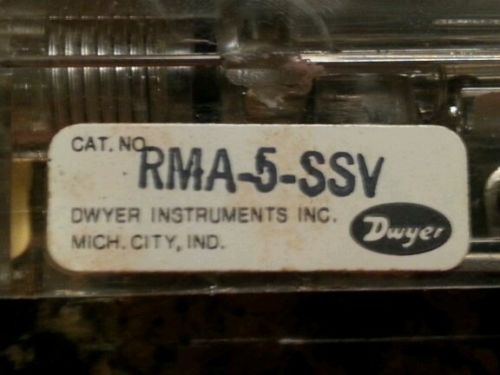 CAT. NO. RMA-5-SSV
DWYER INSTRUMENTS INC.
MICH. CITY, IND.
Dwyer